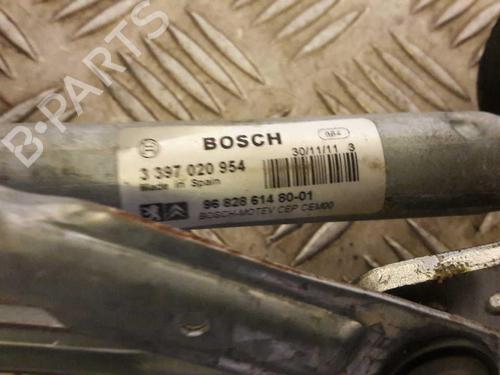 B-PARTS
BOSCH
3 397 020 954
30/11/11 3
Made in Spain
96 828 614 80-01
BOSCH-MOTEV CEP CEM00